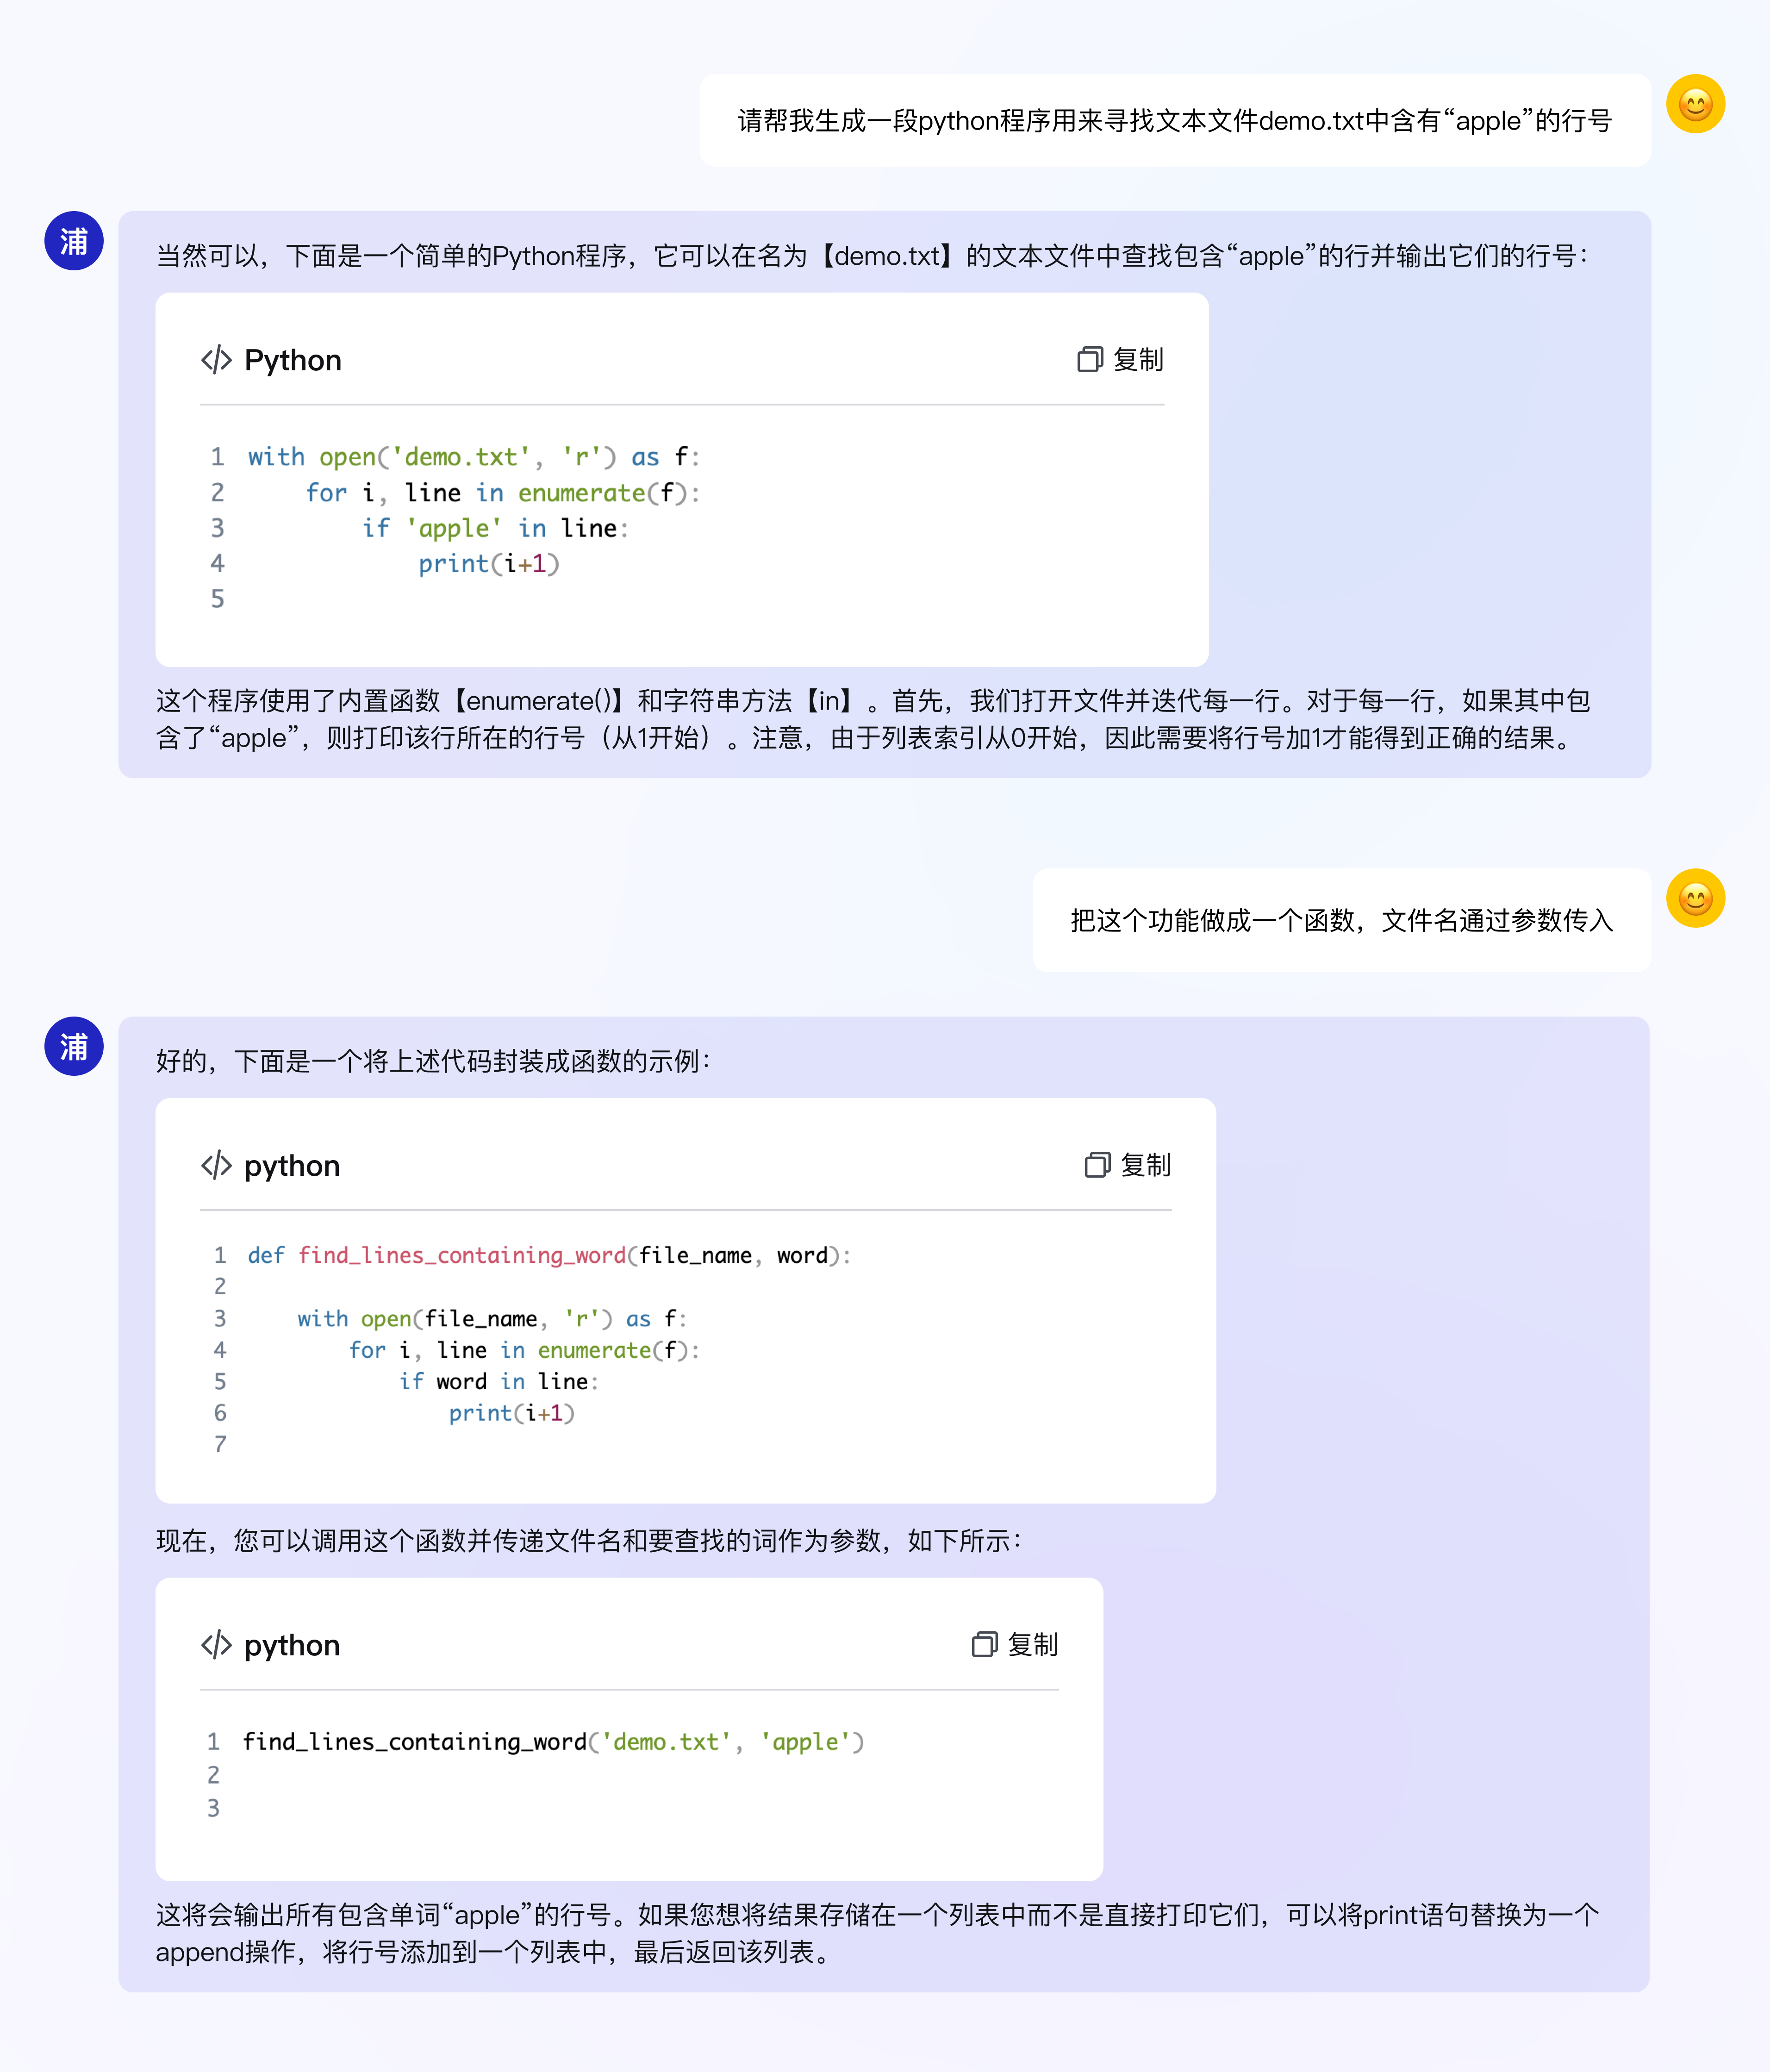 请帮我生成一段python程序用来寻找文本文件demo.txt中含有“apple”的行号
浦
当然可以，下面是一个简单的Python程序，它可以在名为【demo.txt】的文本文件中查找包含“apple”的行并输出它们的行号：
</> Python 复制
1 with open('demo.txt', 'r') as f:
2     for i, line in enumerate(f):
3         if 'apple' in line:
4             print(i+1)
5
这个程序使用了内置函数【enumerate()】和字符串方法【in】。首先，我们打开文件并迭代每一行。对于每一行，如果其中包
含了“apple”，则打印该行所在的行号（从1开始）。注意，由于列表索引从0开始，因此需要将行号加1才能得到正确的结果。
把这个功能做成一个函数，文件名通过参数传入
浦
好的，下面是一个将上述代码封装成函数的示例：
</> python 复制
1 def find_lines_containing_word(file_name, word):
2
3     with open(file_name, 'r') as f:
4         for i, line in enumerate(f):
5             if word in line:
6                 print(i+1)
7
现在，您可以调用这个函数并传递文件名和要查找的词作为参数，如下所示：
</> python 复制
1 find_lines_containing_word('demo.txt', 'apple')
2
3
这将会输出所有包含单词“apple”的行号。如果您想将结果存储在一个列表中而不是直接打印它们，可以将print语句替换为一个
append操作，将行号添加到一个列表中，最后返回该列表。